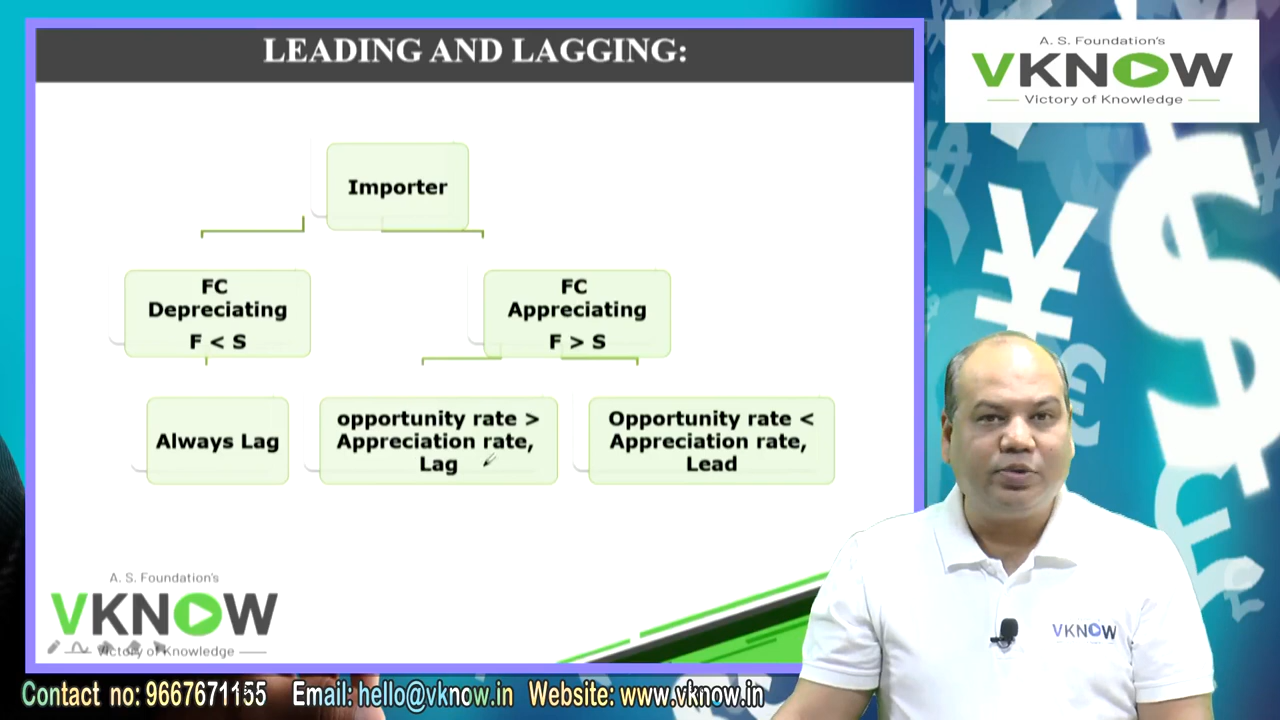 LEADING AND LAGGING:
A. S. Foundation's
VKNOW
Victory of Knowledge
Importer
FC
Depreciating
F < S
FC
Appreciating
F > S
Always Lag
opportunity rate >
Appreciation rate,
Lag
Opportunity rate <
Appreciation rate,
Lead
A. S. Foundation's
VKNOW
Victory of Knowledge
VKNOW
Contact no: 9667671155 Email: hello@vknow.in Website: www.vknow.in